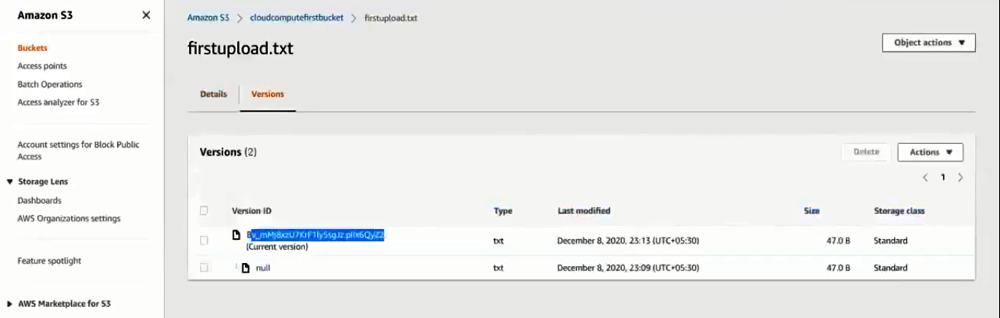 Amazon S3
Amazon S3 > cloudcomputefirstbucket > firstupload.txt
firstupload.txt
Object actions
Buckets
Access points
Batch Operations
Access analyzer for S3
Account settings for Block Public
Access
Storage Lens
Dashboards
AWS Organizations settings
Feature spotlight
AWS Marketplace for S3
Details
Versions
Versions (2)
Delete
Actions
< 1 >
Version ID Type Last modified Size Storage class
txt December 8, 2020, 23:13 (UTC+05:30) 47.0 B Standard
(Current version)
null txt December 8, 2020, 23:09 (UTC+05:30) 47.0 B Standard